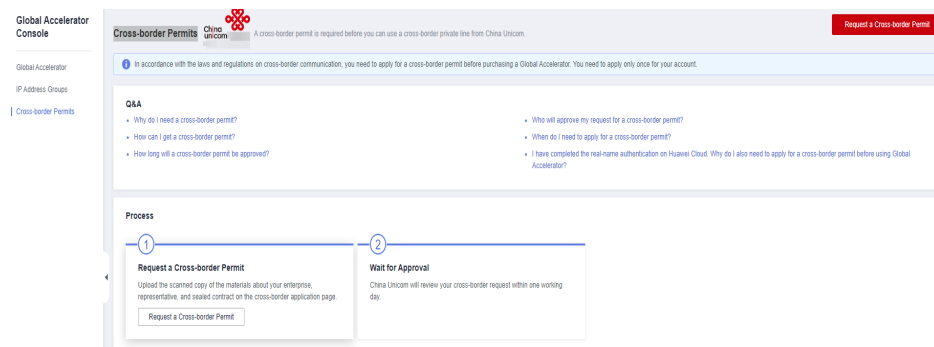 Global Accelerator
Console
Global Accelerator
IP Address Groups
Cross-border Permits
Cross-border Permits
China
unicom
A cross-border permit is required before you can use a cross-border private line from China Unicom.
Request a Cross-border Permit
In accordance with the laws and regulations on cross-border communication, you need to apply for a cross-border permit before purchasing a Global Accelerator. You need to apply only once for your account.
Q&A
• Why do I need a cross-border permit?
• Who will approve my request for a cross-border permit?
• How can I get a cross-border permit?
• When do I need to apply for a cross-border permit?
• How long will a cross-border permit be approved?
• I have completed the real-name authentication on Huawei Cloud. Why do I also need to apply for a cross-border permit before using Global
Accelerator?
Process
1
Request a Cross-border Permit
Upload the scanned copy of the materials about your enterprise,
representative, and sealed contract on the cross-border application page.
Request a Cross-border Permit
2
Wait for Approval
China Unicom will review your cross-border request within one working
day.